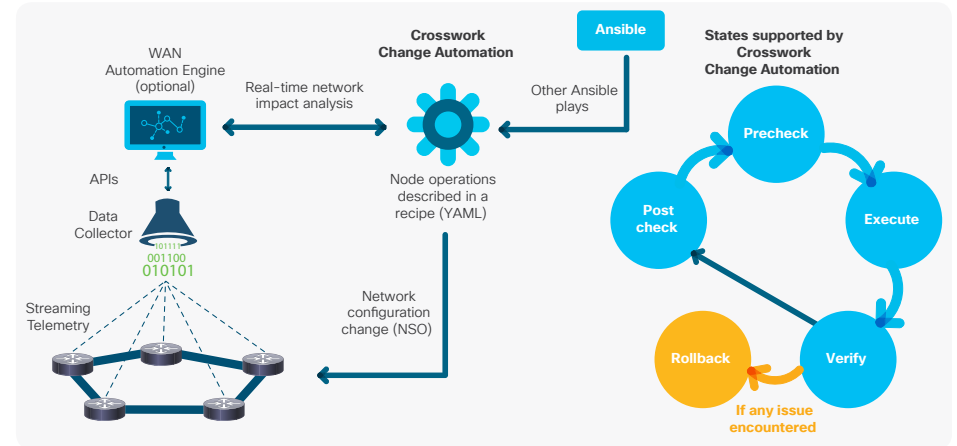 WAN
Automation Engine
(optional)
Real-time network
impact analysis
Crosswork
Change Automation
Ansible
Other Ansible
plays
Node operations
described in a
recipe (YAML)
APIs
Data
Collector
101111
001100
010101
Streaming
Telemetry
Network
configuration
change (NSO)
States supported by
Crosswork
Change Automation
Precheck
Execute
Verify
Post
check
Rollback
If any issue
encountered